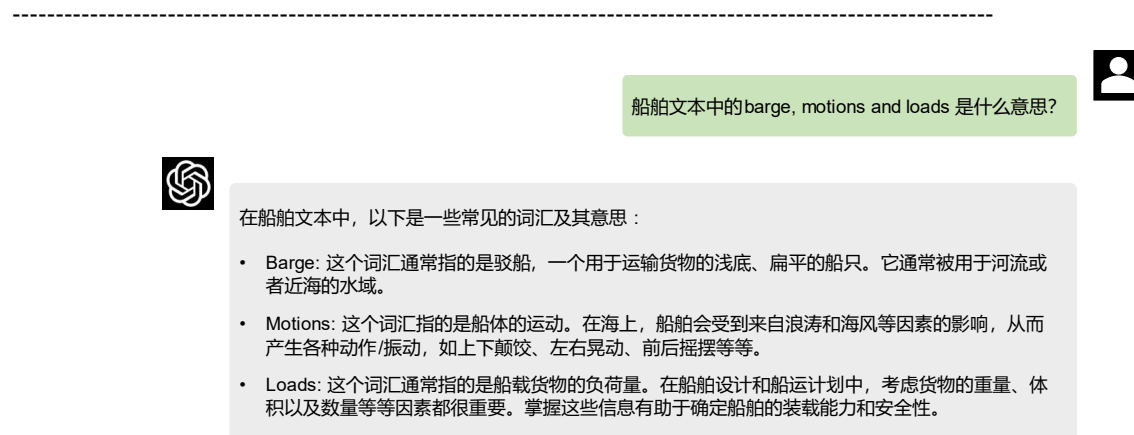 船舶文本中的barge, motions and loads 是什么意思?
在船舶文本中，以下是一些常见的词汇及其意思：
• Barge: 这个词汇通常指的是驳船，一个用于运输货物的浅底、扁平的船只。它通常被用于河流或
者近海的水域。
• Motions: 这个词汇指的是船体的运动。在海上，船舶会受到来自浪涛和海风等因素的影响，从而
产生各种动作/振动，如上下颠饺、左右晃动、前后摇摆等等。
• Loads: 这个词汇通常指的是船载货物的负荷量。在船舶设计和船运计划中，考虑货物的重量、体
积以及数量等等因素都很重要。掌握这些信息有助于确定船舶的装载能力和安全性。